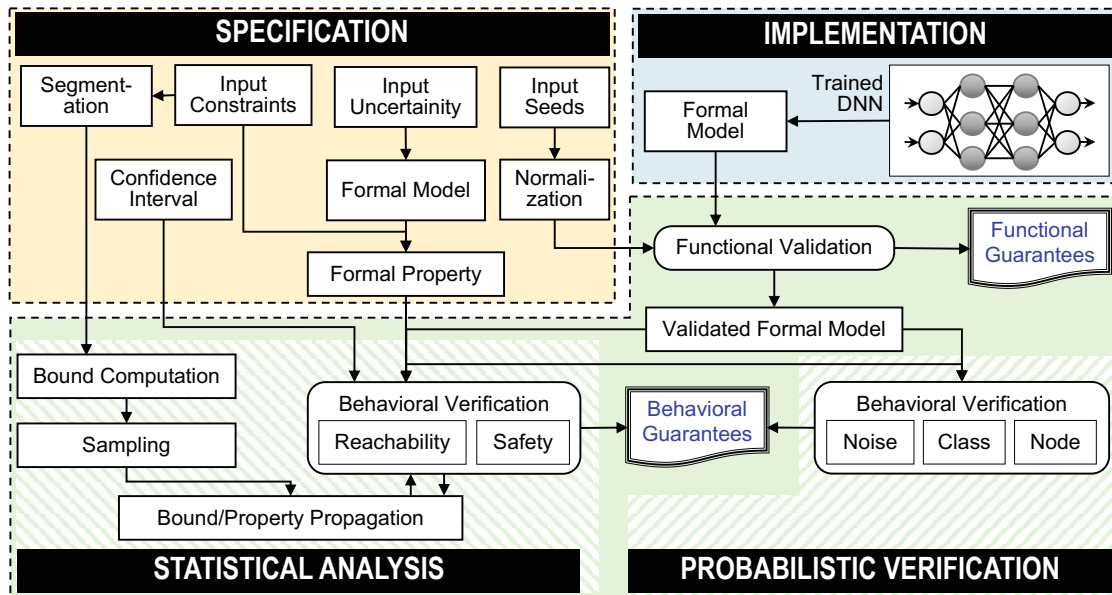 SPECIFICATION
Segment-
ation
Input
Constraints
Input
Uncertainity
Input
Seeds
Confidence
Interval
Formal Model
Normali-
zation
Formal Property
IMPLEMENTATION
Trained
DNN
Formal
Model
Functional Validation
Functional
Guarantees
Validated Formal Model
Bound Computation
Sampling
Behavioral Verification
Reachability
Safety
Bound/Property Propagation
Behavioral
Guarantees
Behavioral Verification
Noise
Class
Node
STATISTICAL ANALYSIS
PROBABILISTIC VERIFICATION